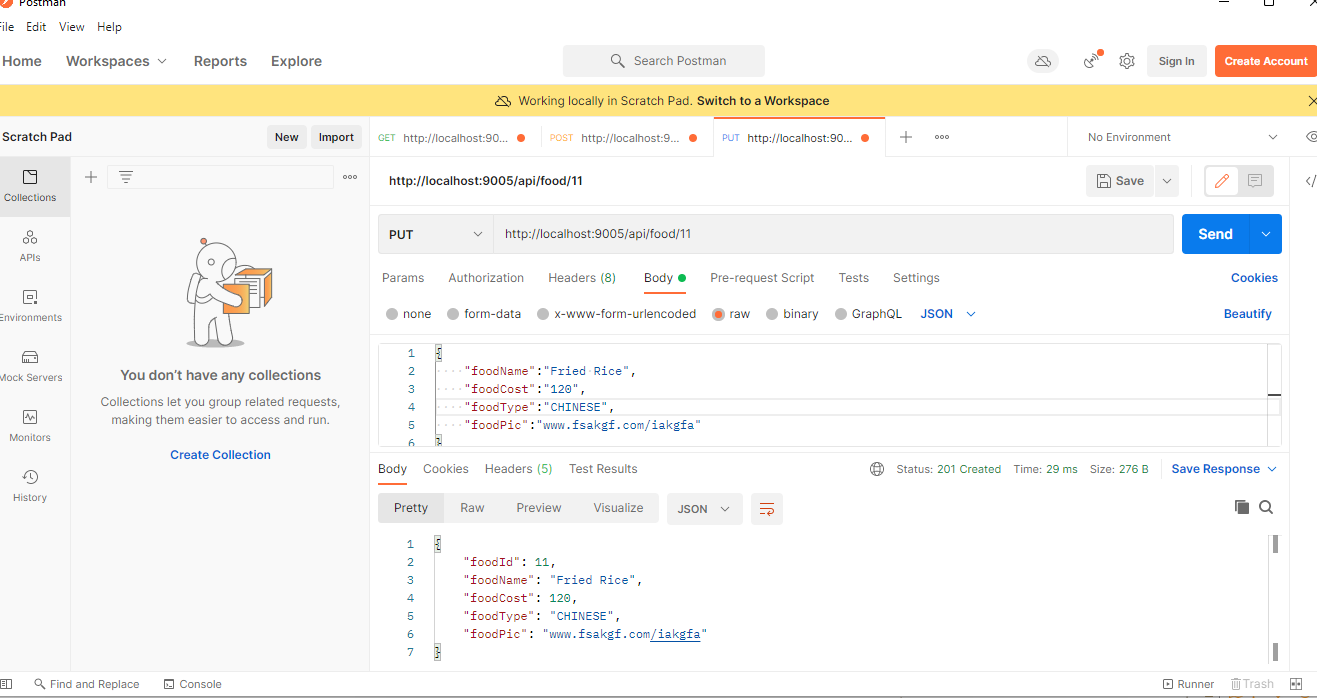 Postman
File Edit View Help
Home Workspaces Reports Explore Search Postman Sign In Create Account
Working locally in Scratch Pad. Switch to a Workspace
Scratch Pad New Import GET http://localhost:90... POST http://localhost:9... PUT http://localhost:90... No Environment
http://localhost:9005/api/food/11 Save
Collections
APIs
Environments
Mock Servers
Monitors
History
You don't have any collections
Collections let you group related requests,
making them easier to access and run.
Create Collection
PUT http://localhost:9005/api/food/11 Send
Params Authorization Headers (8) Body Pre-request Script Tests Settings Cookies
none form-data x-www-form-urlencoded raw binary GraphQL JSON Beautify
1 {
2 "foodName":"Fried Rice",
3 "foodCost":"120",
4 "foodType":"CHINESE",
5 "foodPic":"www.fsakgf.com/iakgfa"
6 }
Body Cookies Headers (5) Test Results Status: 201 Created Time: 29 ms Size: 276 B Save Response
Pretty Raw Preview Visualize JSON
1 {
2 "foodId": 11,
3 "foodName": "Fried Rice",
4 "foodCost": 120,
5 "foodType": "CHINESE",
6 "foodPic": "www.fsakgf.com/iakgfa"
7 }
Find and Replace Console Runner Trash